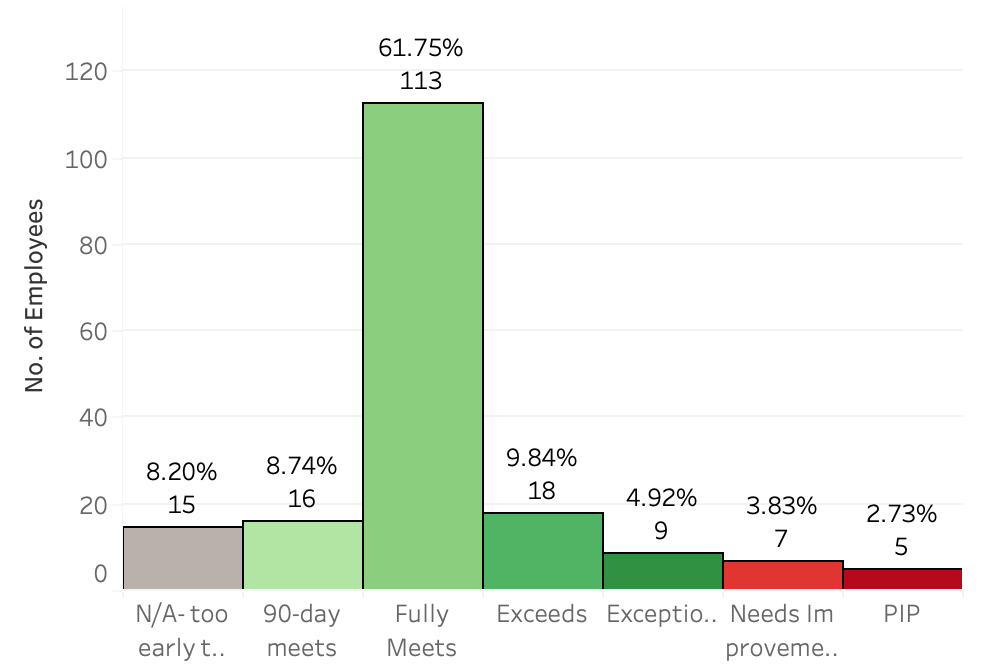 61.75%
113
120
100
80
60
40
20
0
No. of Employees
8.20%
15
8.74%
16
9.84%
18
4.92%
9
3.83%
7
2.73%
5
N/A- too
early t..
90-day
meets
Fully
Meets
Exceeds
Exceptio..
Needs Im
proveme..
PIP